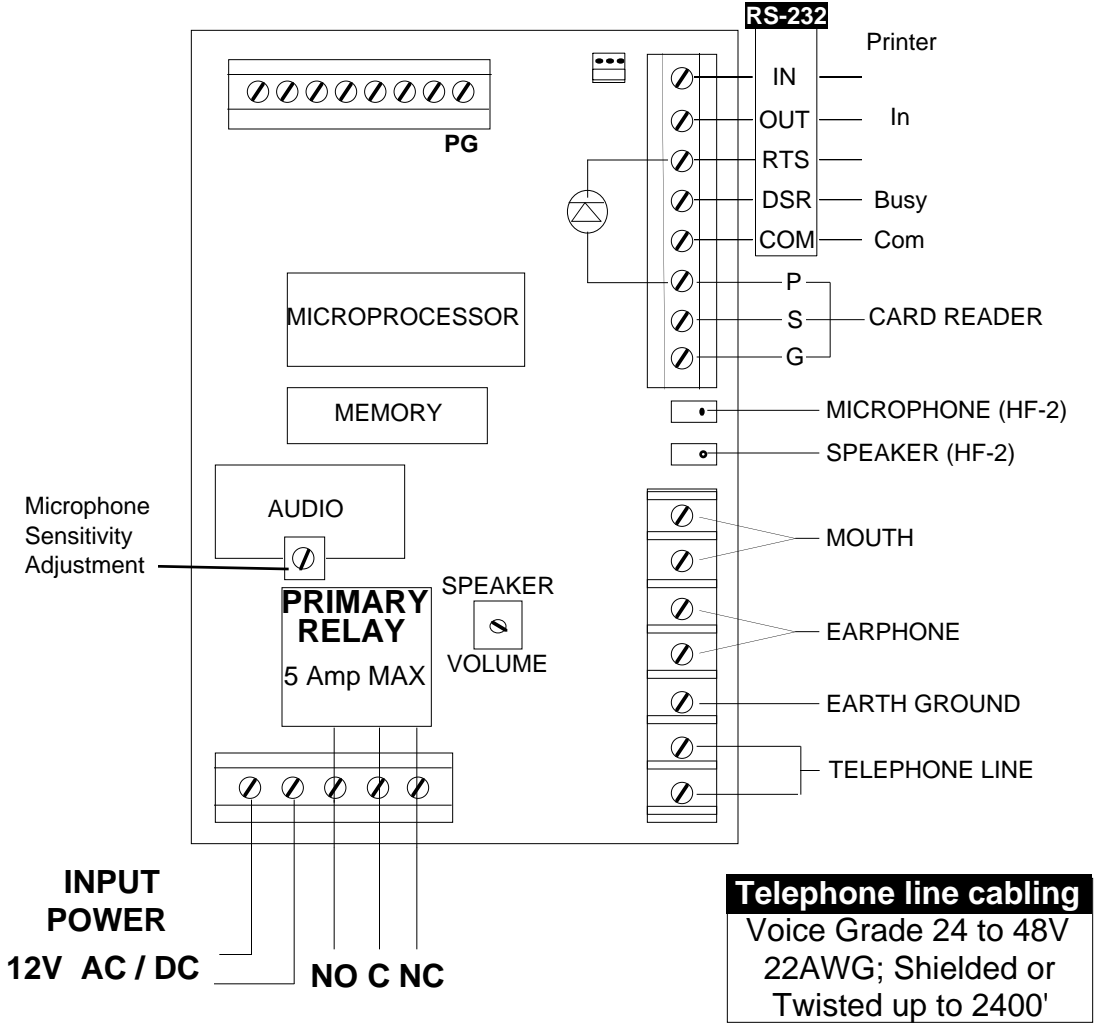 RS-232
Printer
IN
OUT
In
RTS
DSR
Busy
COM
Com
P
S
CARD READER
G
PG
MICROPROCESSOR
MEMORY
MICROPHONE (HF-2)
SPEAKER (HF-2)
Microphone
Sensitivity
Adjustment
AUDIO
MOUTH
PRIMARY
RELAY
5 Amp MAX
SPEAKER
VOLUME
EARPHONE
EARTH GROUND
TELEPHONE LINE
INPUT
POWER
12V AC / DC
NO C NC
Telephone line cabling
Voice Grade 24 to 48V
22AWG; Shielded or
Twisted up to 2400'